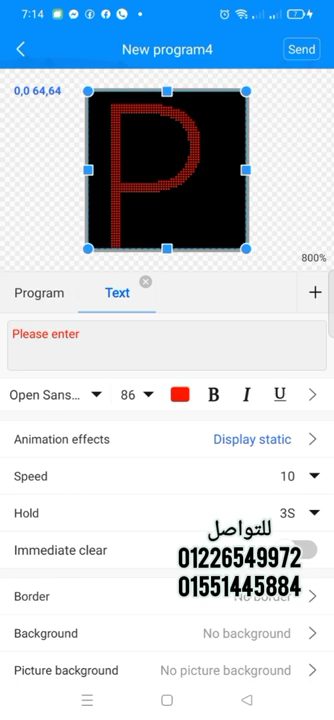 7:14
New program4
Send
0,0 64,64
P
800%
Program
Text
Please enter
Open Sans...
86
B I U
Animation effects
Display static
Speed
10
Hold
3S
للتواصل
Immediate clear
01226549972
01551445884
Border
No border
Background
No background
Picture background
No picture background